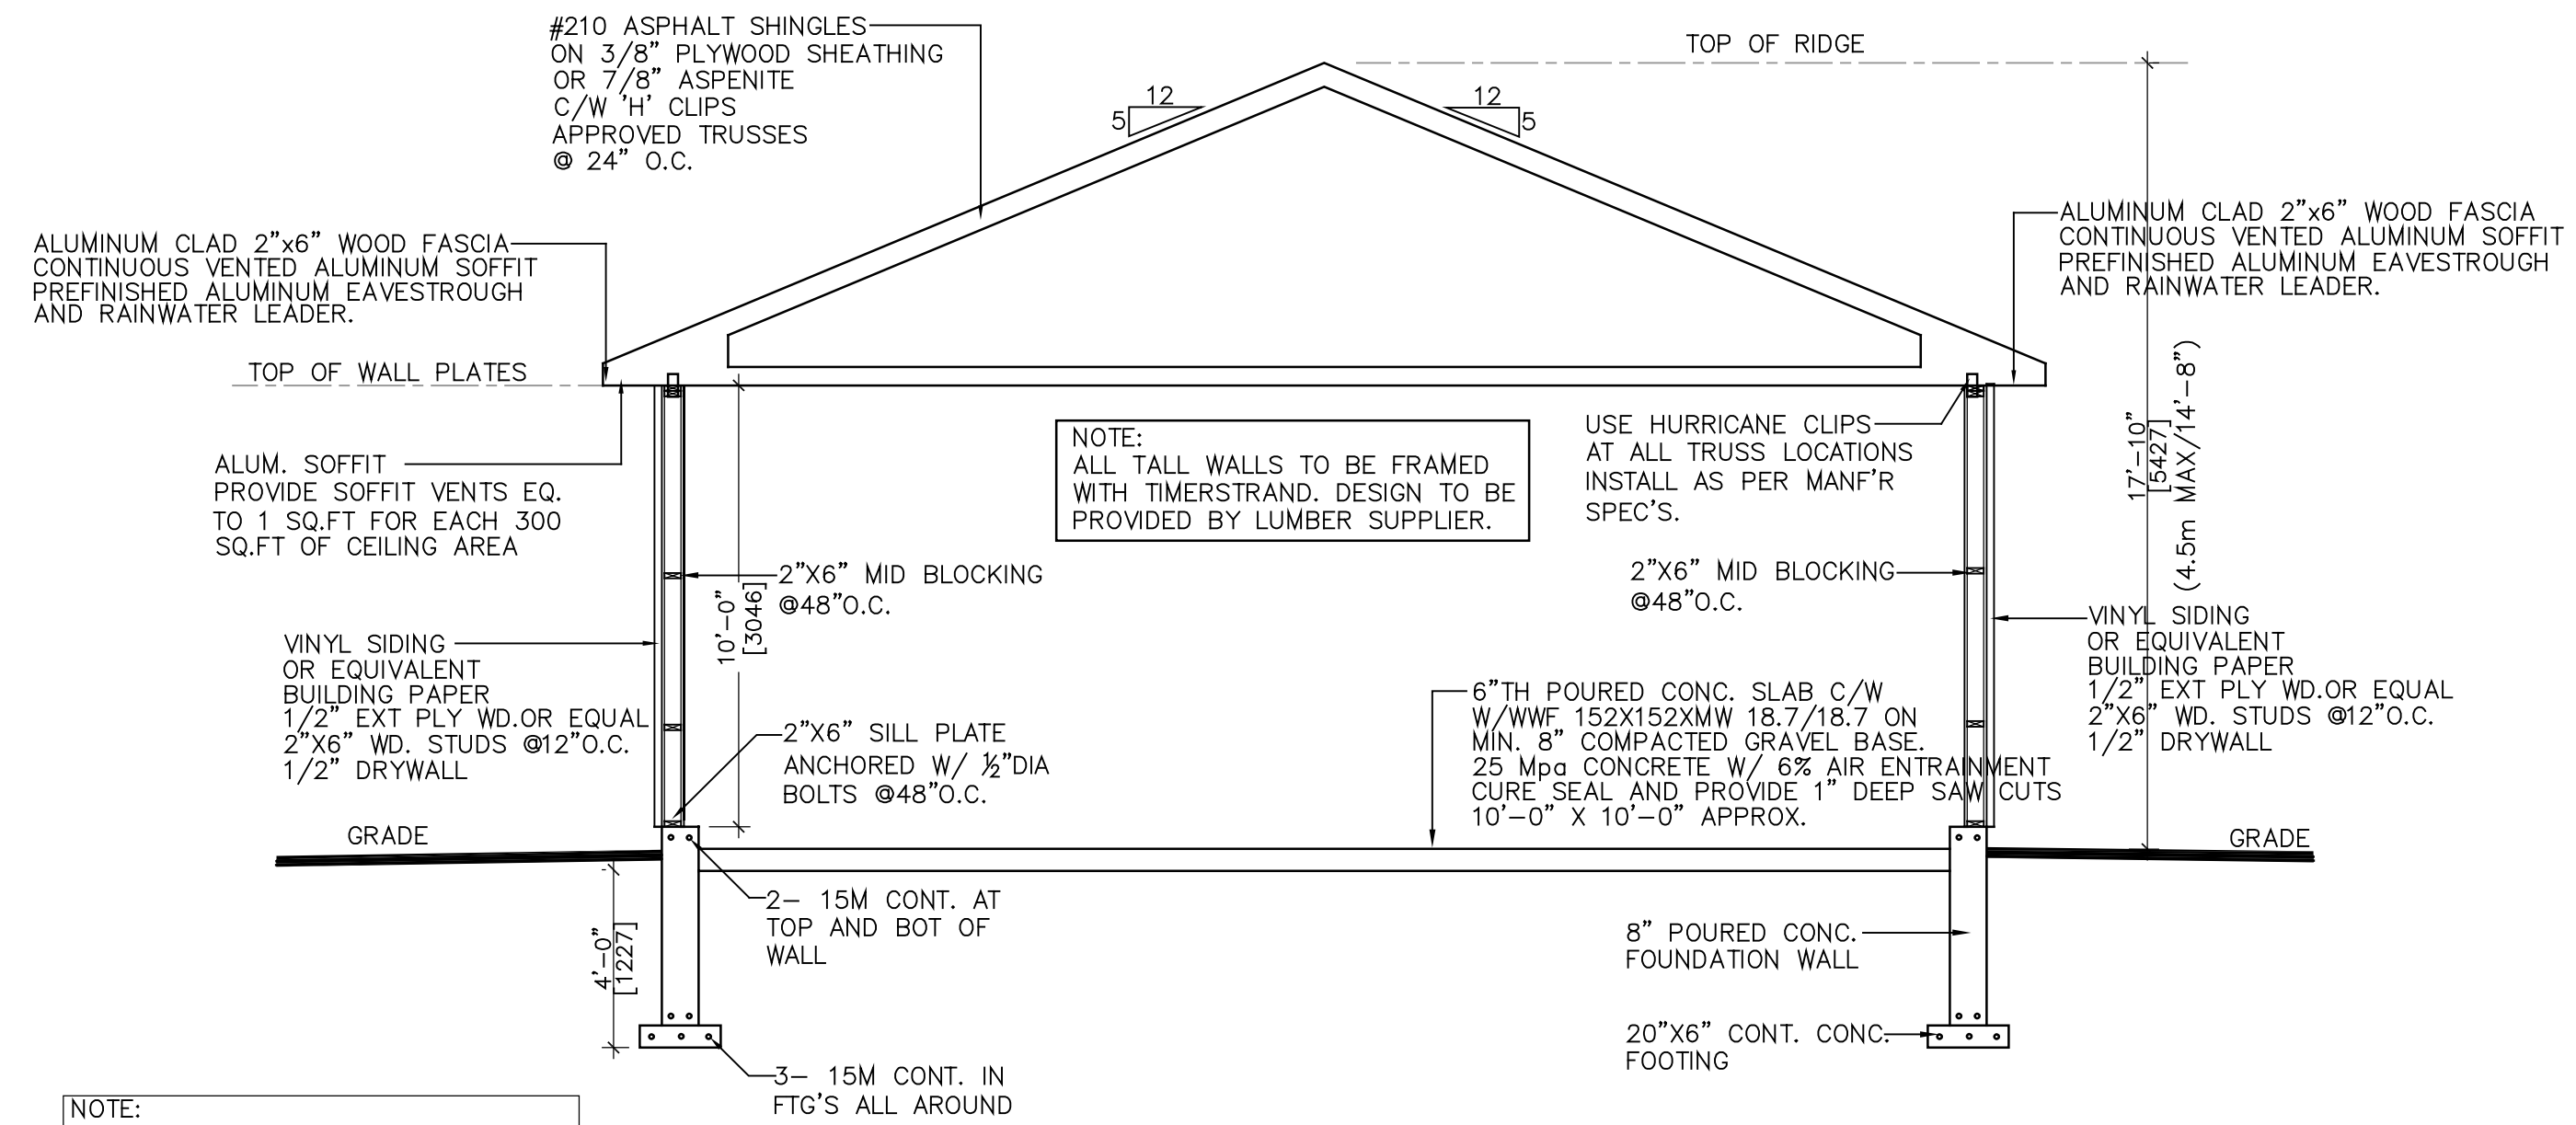 #210 ASPHALT SHINGLES
ON 3/8" PLYWOOD SHEATHING
OR 7/8" ASPENITE
C/W 'H' CLIPS
APPROVED TRUSSES
@ 24" O.C.
TOP OF RIDGE
12
5
12
5
ALUMINUM CLAD 2"x6" WOOD FASCIA
CONTINUOUS VENTED ALUMINUM SOFFIT
PREFINISHED ALUMINUM EAVESTROUGH
AND RAINWATER LEADER.
ALUMINUM CLAD 2"x6" WOOD FASCIA
CONTINUOUS VENTED ALUMINUM SOFFIT
PREFINISHED ALUMINUM EAVESTROUGH
AND RAINWATER LEADER.
TOP OF WALL PLATES
ALUM. SOFFIT
PROVIDE SOFFIT VENTS EQ.
TO 1 SQ.FT FOR EACH 300
SQ.FT OF CEILING AREA
NOTE:
ALL TALL WALLS TO BE FRAMED
WITH TIMERSTRAND. DESIGN TO BE
PROVIDED BY LUMBER SUPPLIER.
USE HURRICANE CLIPS
AT ALL TRUSS LOCATIONS
INSTALL AS PER MANF'R
SPEC'S.
17'-10"
[5427]
(4.5m MAX/14'-8")
2"X6" MID BLOCKING
@48"O.C.
10'-0"
[3046]
2"X6" MID BLOCKING
@48"O.C.
VINYL SIDING
OR EQUIVALENT
BUILDING PAPER
1/2" EXT PLY WD.OR EQUAL
2"X6" WD. STUDS @12"O.C.
1/2" DRYWALL
VINYL SIDING
OR EQUIVALENT
BUILDING PAPER
1/2" EXT PLY WD.OR EQUAL
2"X6" WD. STUDS @12"O.C.
1/2" DRYWALL
2"X6" SILL PLATE
ANCHORED W/ ½"DIA
BOLTS @48"O.C.
6"TH POURED CONC. SLAB C/W
W/WWF 152X152XMW 18.7/18.7 ON
MIN. 8" COMPACTED GRAVEL BASE.
25 Mpa CONCRETE W/ 6% AIR ENTRAINMENT
CURE SEAL AND PROVIDE 1" DEEP SAW CUTS
10'-0" X 10'-0" APPROX.
GRADE
GRADE
2- 15M CONT. AT
TOP AND BOT OF
WALL
4'-0"
[1227]
8" POURED CONC.
FOUNDATION WALL
20"X6" CONT. CONC.
FOOTING
3- 15M CONT. IN
FTG'S ALL AROUND
NOTE: